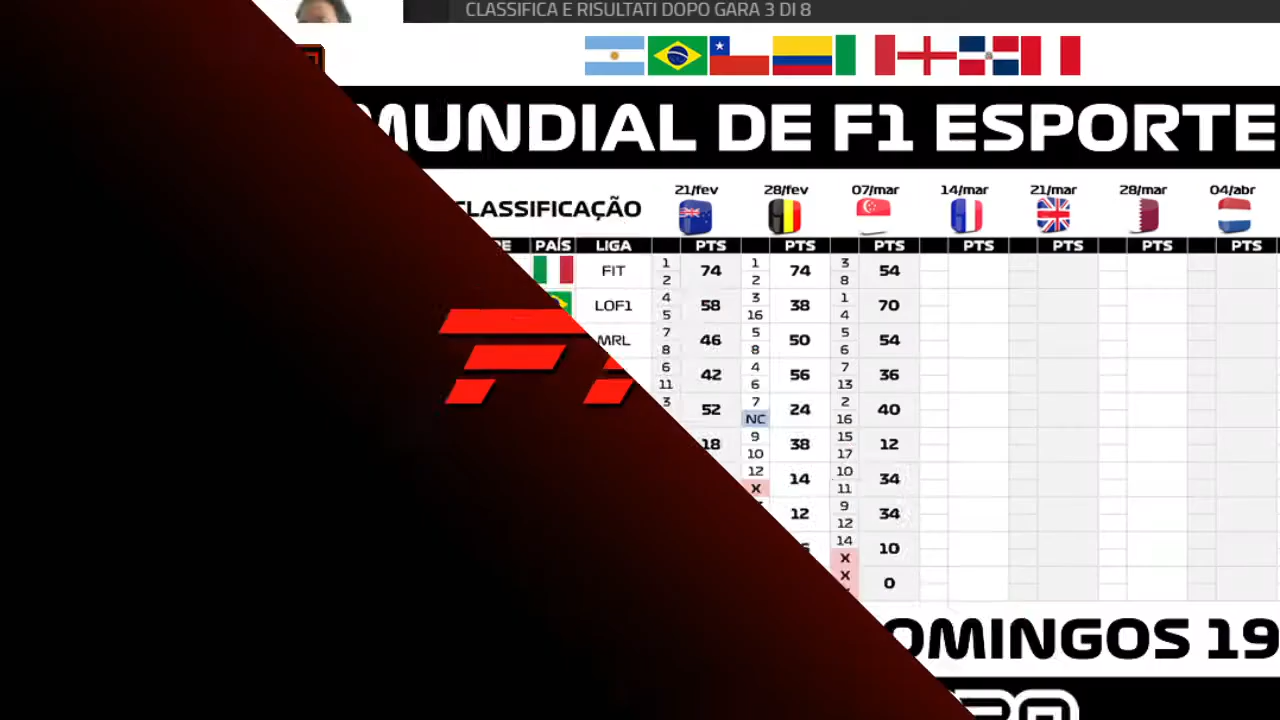 CLASSIFICA E RISULTATI DOPO GARA 3 DI 8
MUNDIAL DE F1 ESPORTE
21/fev 28/fev 07/mar 14/mar 21/mar 28/mar 04/abr
CLASSIFICAÇÃO
PAÍS LIGA PTS PTS PTS PTS PTS PTS PTS
1 1 3
FIT 74 74 54
2 2 8
4 3 1
LOF1 58 38 70
5 16 4
7 5 5
MRL 46 50 54
8 8 6
6 4 7
42 56 36
11 6 13
3 7 2
52 24 40
NC 16
9 15
18 38 12
10 17
12 10
14 34
X 11
9
12 34
12
14
10
X
X
0
DOMINGOS 19